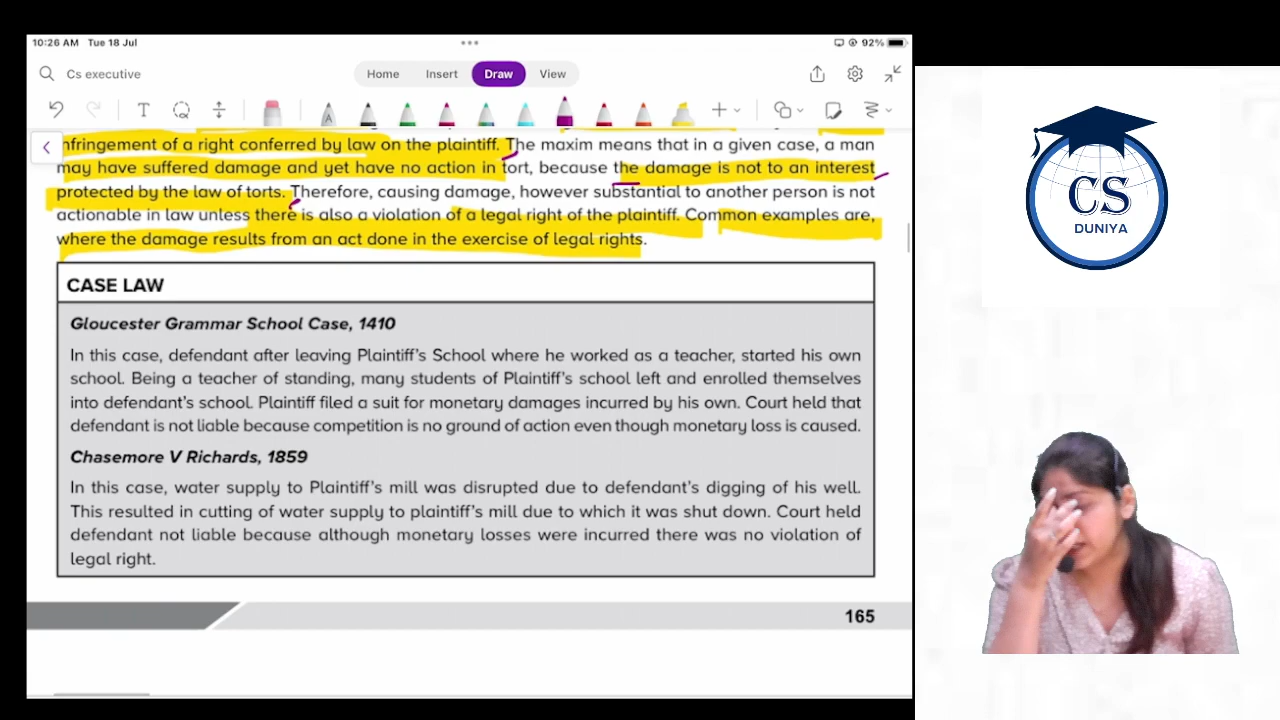 10:26 AM Tue 18 Jul
92%
Cs executive
Home Insert Draw View
infringement of a right conferred by law on the plaintiff. The maxim means that in a given case, a man
may have suffered damage and yet have no action in tort, because the damage is not to an interest
protected by the law of torts. Therefore, causing damage, however substantial to another person is not
actionable in law unless there is also a violation of a legal right of the plaintiff. Common examples are,
where the damage results from an act done in the exercise of legal rights.
CASE LAW
Gloucester Grammar School Case, 1410
In this case, defendant after leaving Plaintiff's School where he worked as a teacher, started his own
school. Being a teacher of standing, many students of Plaintiff's school left and enrolled themselves
into defendant's school. Plaintiff filed a suit for monetary damages incurred by his own. Court held that
defendant is not liable because competition is no ground of action even though monetary loss is caused.
Chasemore V Richards, 1859
In this case, water supply to Plaintiff's mill was disrupted due to defendant's digging of his well.
This resulted in cutting of water supply to plaintiff's mill due to which it was shut down. Court held
defendant not liable because although monetary losses were incurred there was no violation of
legal right.
165
CS
DUNIYA